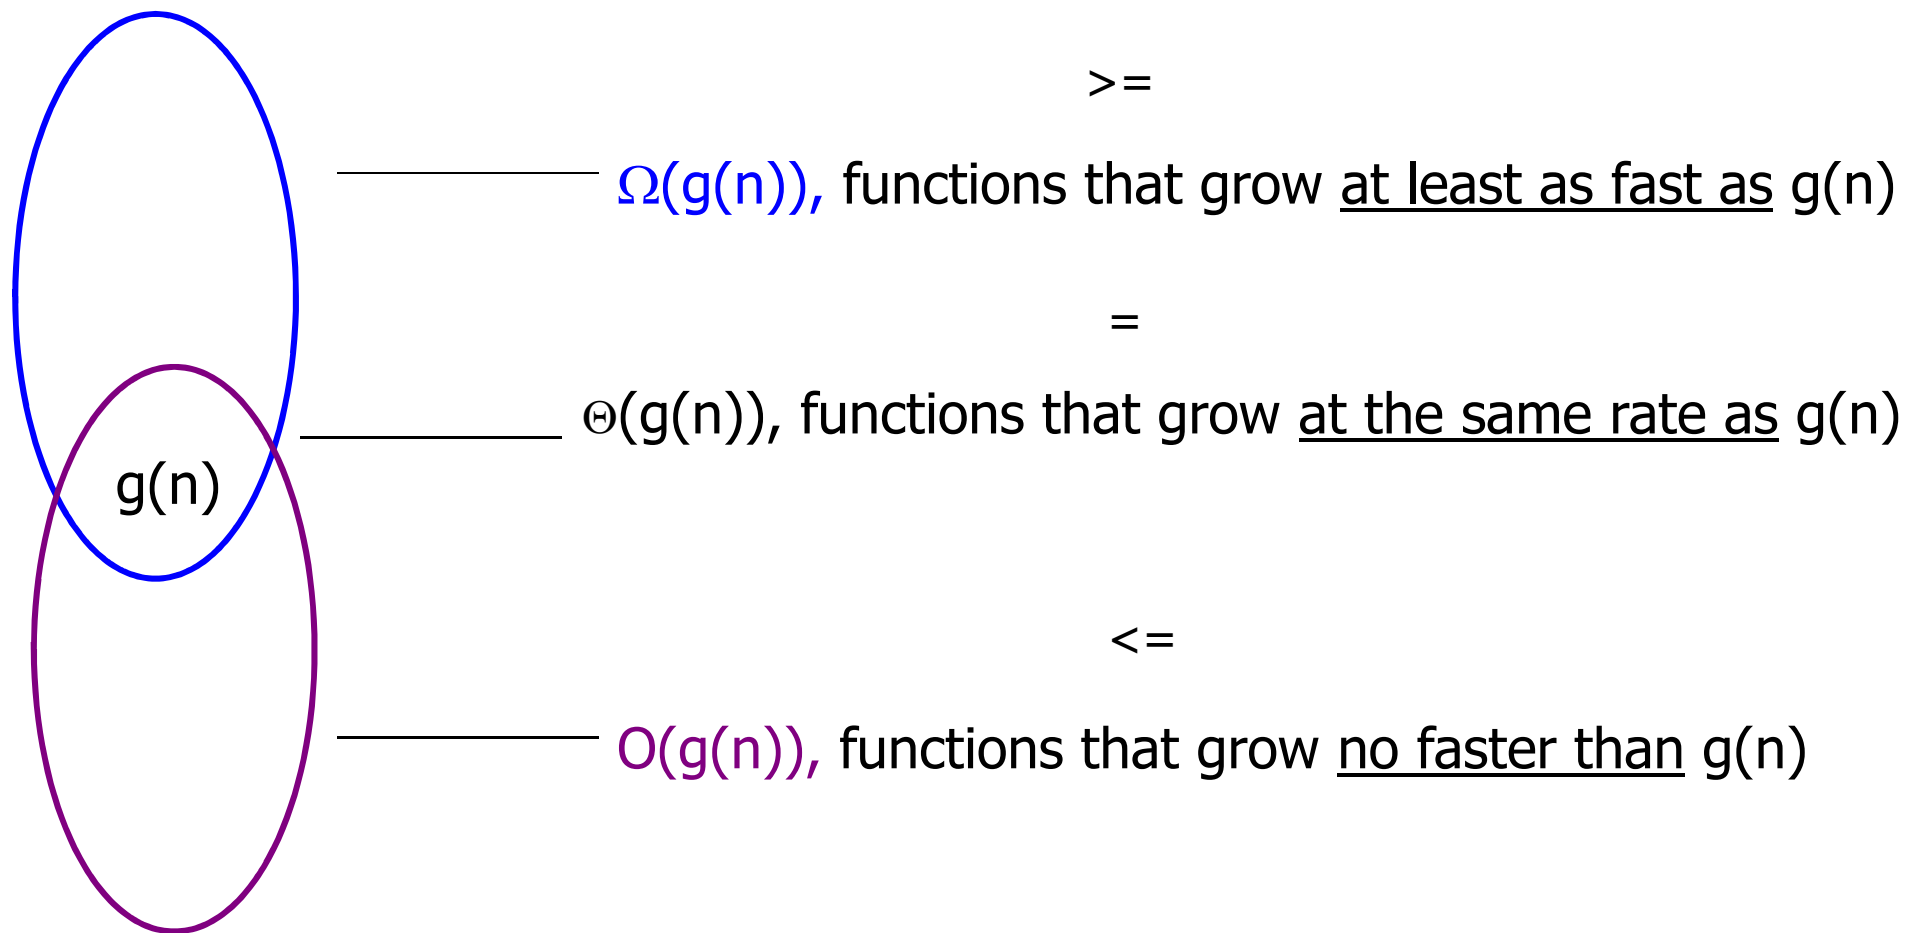 >=
Ω(g(n)), functions that grow at least as fast as g(n)
=
Θ(g(n)), functions that grow at the same rate as g(n)
g(n)
<=
O(g(n)), functions that grow no faster than g(n)